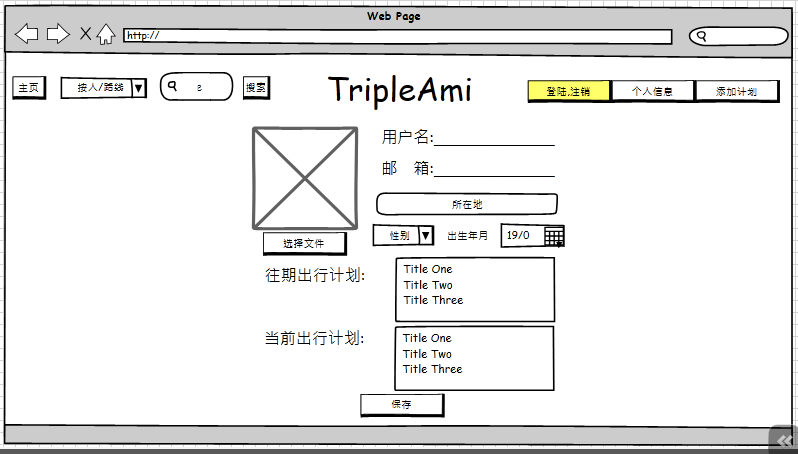 Web Page
http://
主页
按人/路线
搜索
TripleAmi
登陆,注销
个人信息
添加计划
用户名:
邮 箱:
所在地
选择文件
性别
出生年月
19/0
往期出行计划:
Title One
Title Two
Title Three
当前出行计划:
Title One
Title Two
Title Three
保存